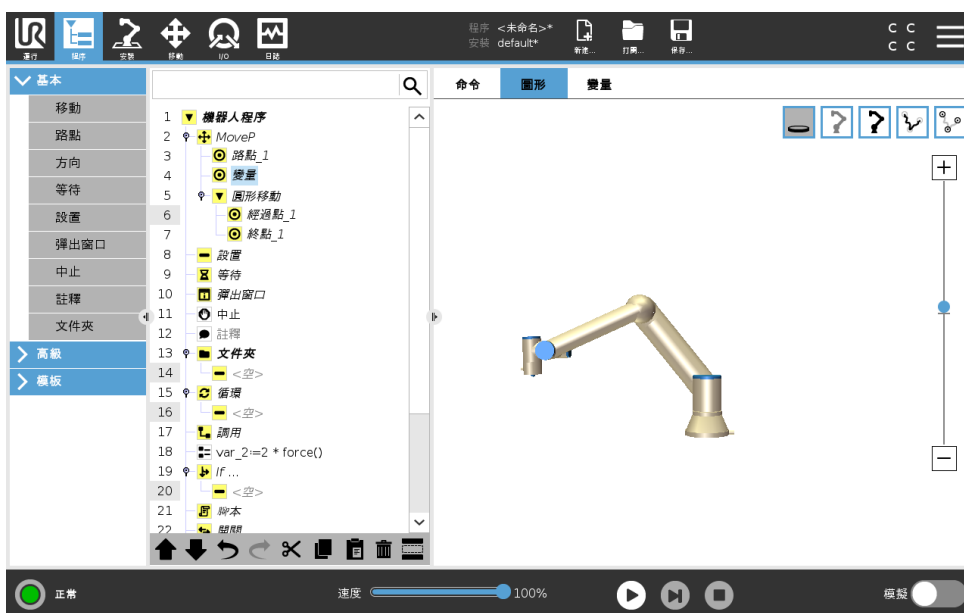 UR
運行
程序
安裝
移動
I/O
日誌
程序 <未命名>*
安裝 default*
新建...
打開...
保存...
C C
C C
基本
移動
路點
方向
等待
設置
彈出窗口
中止
註釋
文件夾
高級
模板
1 機器人程序
2 MoveP
3 路點_1
4 變量
5 圓形移動
6 經過點_1
7 終點_1
8 設置
9 等待
10 彈出窗口
11 中止
12 註釋
13 文件夾
14 <空>
15 循環
16 <空>
17 調用
18 var_2:=2 * force()
19 If ...
20 <空>
21 腳本
22 開關
命令
圖形
變量
正常
速度
100%
模擬